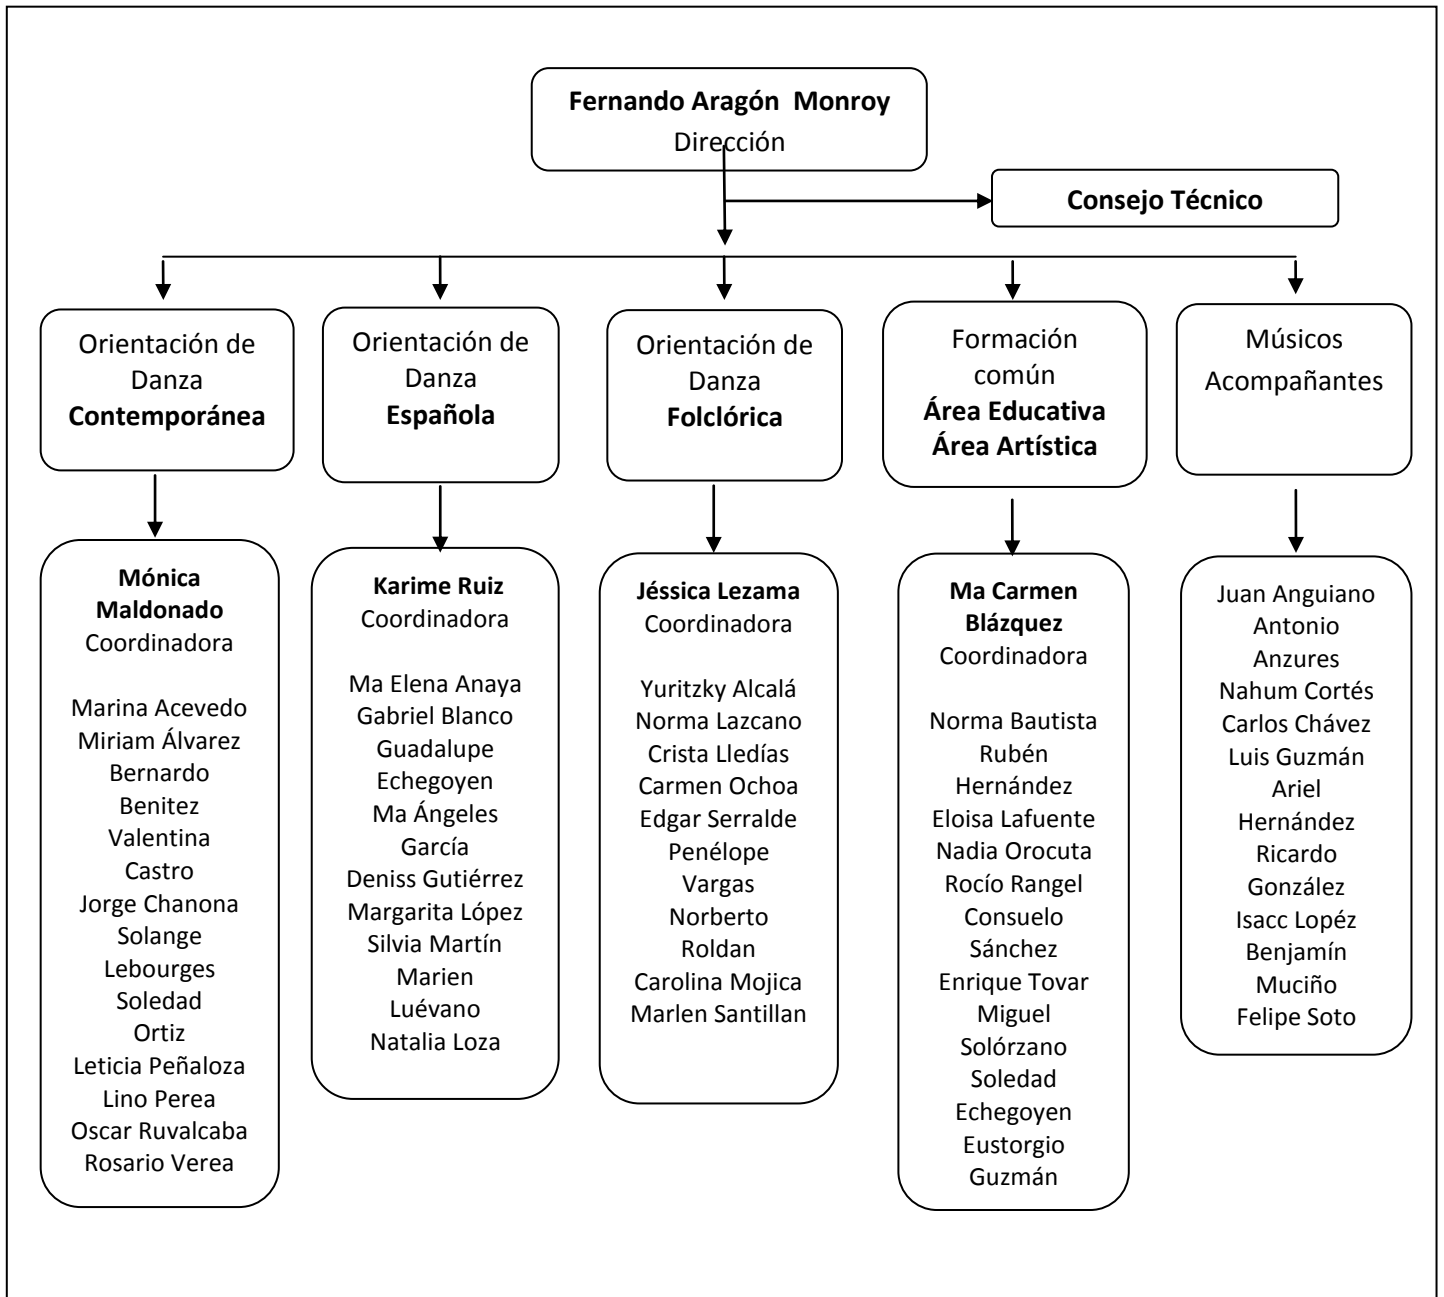 Fernando Aragón Monroy
Dirección
Consejo Técnico
Orientación de
Danza
Contemporánea
Orientación de
Danza
Española
Orientación de
Danza
Folclórica
Formación
común
Área Educativa
Área Artística
Músicos
Acompañantes
Mónica
Maldonado
Coordinadora
Marina Acevedo
Miriam Álvarez
Bernardo
Benitez
Valentina
Castro
Jorge Chanona
Solange
Lebourges
Soledad
Ortiz
Leticia Peñaloza
Lino Perea
Oscar Ruvalcaba
Rosario Verea
Karime Ruiz
Coordinadora
Ma Elena Anaya
Gabriel Blanco
Guadalupe
Echegoyen
Ma Ángeles
García
Deniss Gutiérrez
Margarita López
Silvia Martín
Marien
Luévano
Natalia Loza
Jéssica Lezama
Coordinadora
Yuritzky Alcalá
Norma Lazcano
Crista Lledías
Carmen Ochoa
Edgar Serralde
Penélope
Vargas
Norberto
Roldan
Carolina Mojica
Marlen Santillan
Ma Carmen
Blázquez
Coordinadora
Norma Bautista
Rubén
Hernández
Eloisa Lafuente
Nadia Orocuta
Rocío Rangel
Consuelo
Sánchez
Enrique Tovar
Miguel
Solórzano
Soledad
Echegoyen
Eustorgio
Guzmán
Juan Anguiano
Antonio
Anzures
Nahum Cortés
Carlos Chávez
Luis Guzmán
Ariel
Hernández
Ricardo
González
Isacc Lopéz
Benjamín
Muciño
Felipe Soto